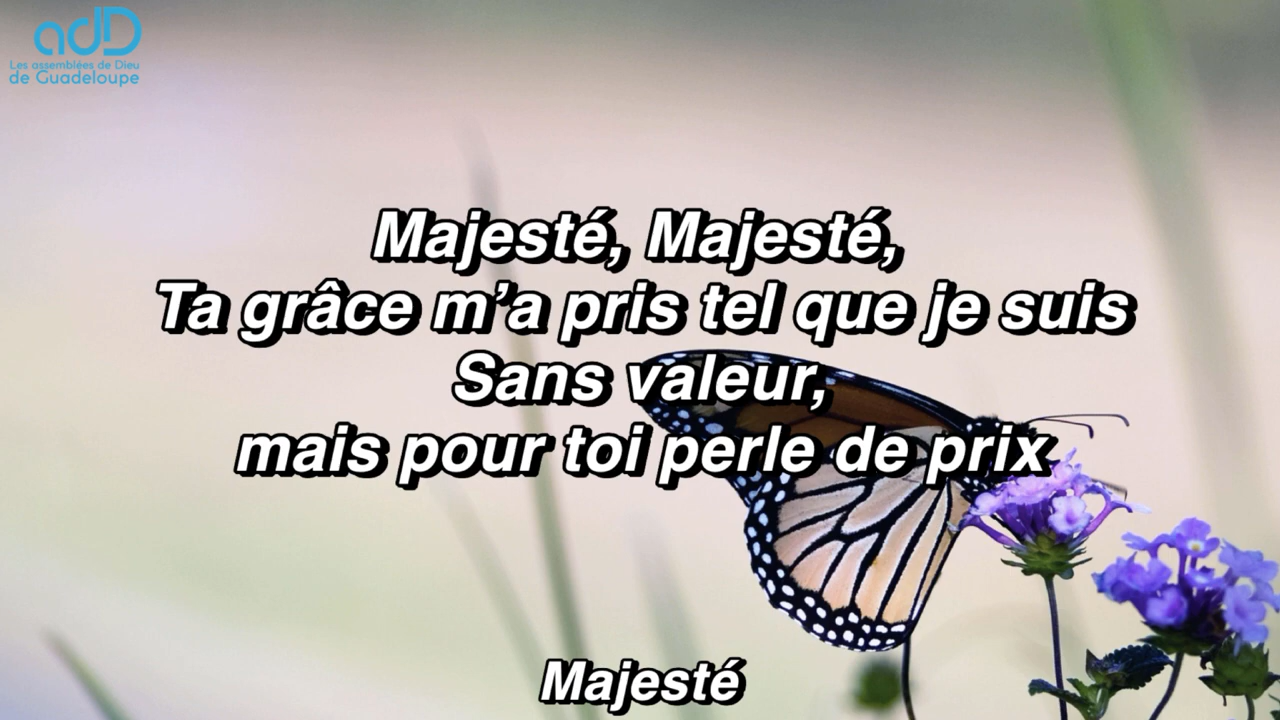 adD
Les assemblées de Dieu
de Guadeloupe
Majesté, Majesté,
Ta grâce m’a pris tel que je suis
Sans valeur,
mais pour toi perle de prix
Majesté